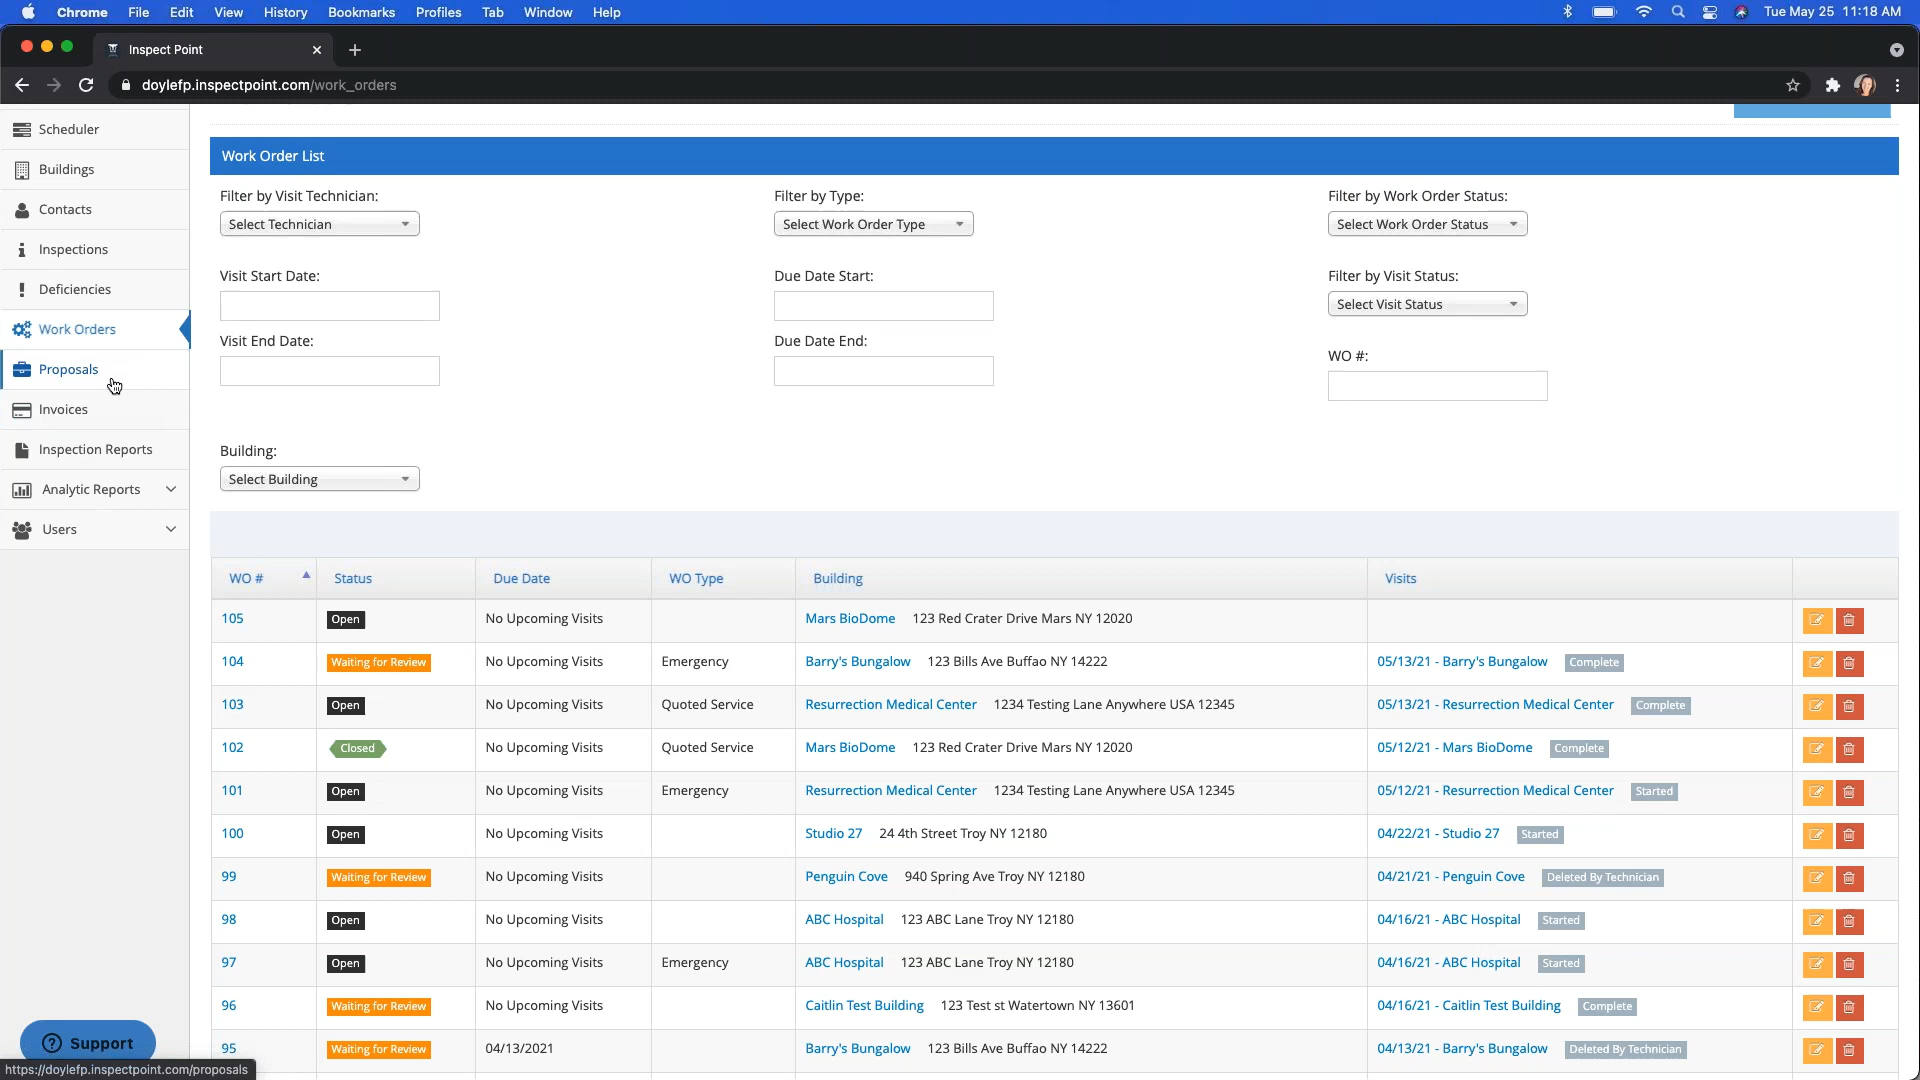 Chrome File Edit View History Bookmarks Profiles Tab Window Help Tue May 25 11:18 AM
Inspect Point
doylefp.inspectpoint.com/work_orders
Scheduler
Buildings
Contacts
Inspections
Deficiencies
Work Orders
Proposals
Invoices
Inspection Reports
Analytic Reports
Users
Support
https://doylefp.inspectpoint.com/proposals
Work Order List
Filter by Visit Technician: Filter by Type: Filter by Work Order Status:
Select Technician Select Work Order Type Select Work Order Status
Visit Start Date: Due Date Start: Filter by Visit Status:
Select Visit Status
Visit End Date: Due Date End:
WO #:
Building:
Select Building
WO # Status Due Date WO Type Building Visits
105 Open No Upcoming Visits Mars BioDome 123 Red Crater Drive Mars NY 12020
104 Waiting for Review No Upcoming Visits Emergency Barry's Bungalow 123 Bills Ave Buffao NY 14222 05/13/21 - Barry's Bungalow Complete
103 Open No Upcoming Visits Quoted Service Resurrection Medical Center 1234 Testing Lane Anywhere USA 12345 05/13/21 - Resurrection Medical Center Complete
102 Closed No Upcoming Visits Quoted Service Mars BioDome 123 Red Crater Drive Mars NY 12020 05/12/21 - Mars BioDome Complete
101 Open No Upcoming Visits Emergency Resurrection Medical Center 1234 Testing Lane Anywhere USA 12345 05/12/21 - Resurrection Medical Center Started
100 Open No Upcoming Visits Studio 27 24 4th Street Troy NY 12180 04/22/21 - Studio 27 Started
99 Waiting for Review No Upcoming Visits Penguin Cove 940 Spring Ave Troy NY 12180 04/21/21 - Penguin Cove Deleted By Technician
98 Open No Upcoming Visits ABC Hospital 123 ABC Lane Troy NY 12180 04/16/21 - ABC Hospital Started
97 Open No Upcoming Visits Emergency ABC Hospital 123 ABC Lane Troy NY 12180 04/16/21 - ABC Hospital Started
96 Waiting for Review No Upcoming Visits Caitlin Test Building 123 Test st Watertown NY 13601 04/16/21 - Caitlin Test Building Complete
95 Waiting for Review 04/13/2021 Barry's Bungalow 123 Bills Ave Buffao NY 14222 04/13/21 - Barry's Bungalow Deleted By Technician